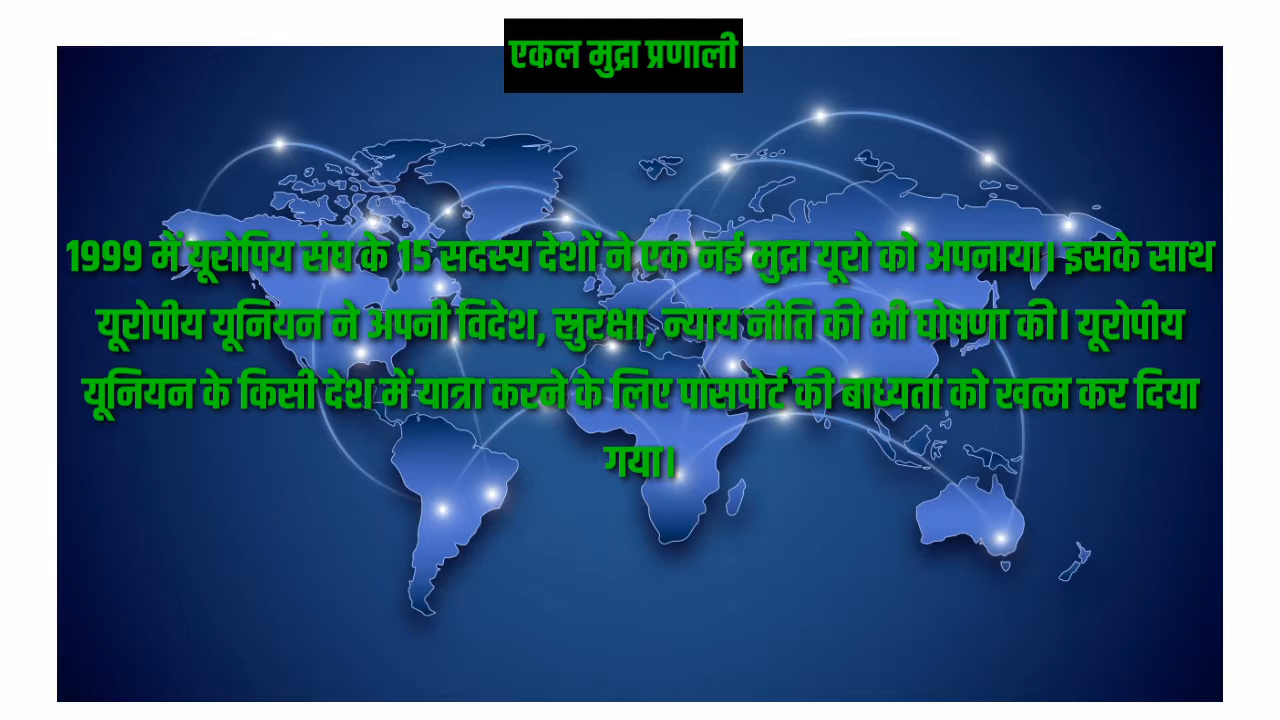 एकल मुद्रा प्रणाली
1999 में यूरोपिय संघ के 15 सदस्य देशों ने एक नई मुद्रा यूरो को अपनाया। इसके साथ
यूरोपीय यूनियन ने अपनी विदेश, सुरक्षा, न्याय नीति की भी घोषणा की। यूरोपीय
यूनियन के किसी देश में यात्रा करने के लिए पासपोर्ट की बाध्यता को खत्म कर दिया
गया।